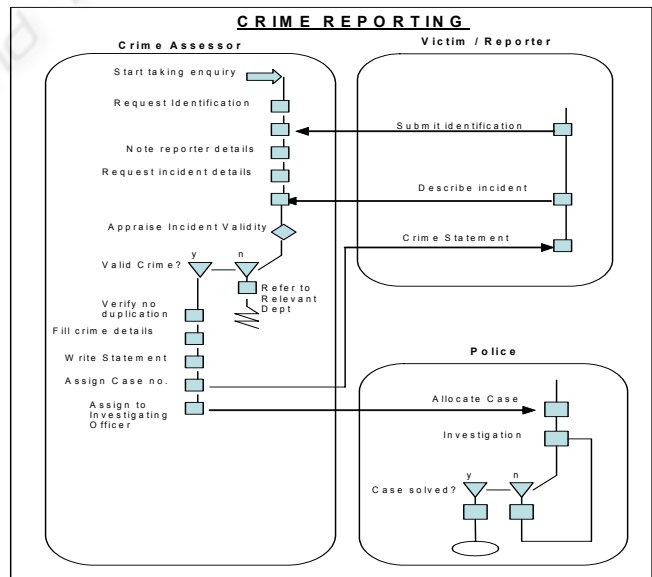 CRIME REPORTING
Crime Assessor
Victim / Reporter
Start taking enquiry
Request Identification
Submit identification
Note reporter details
Request incident details
Describe incident
Appraise Incident Validity
Crime Statement
y
n
Valid Crime?
Refer to
Relevant
Dept
Verify no
duplication
Fill crime details
Write Statement
Assign Case no.
Assign to
Investigating
Officer
Police
Allocate Case
Investigation
y
n
Case solved?